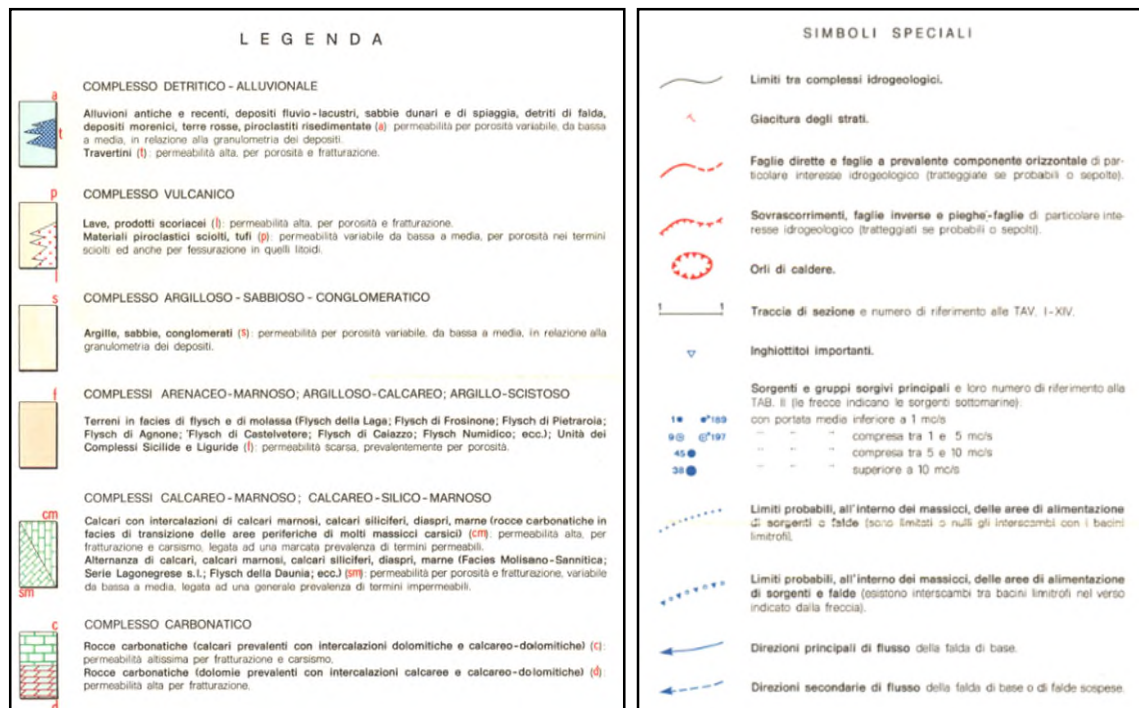 LEGENDA
COMPLESSO DETRITICO - ALLUVIONALE
a
Alluvioni antiche e recenti, depositi fluvio-lacustri, sabbie dunari e di spiaggia, detriti di falda,
depositi morenici, terre rosse, piroclastiti risedimentate (a): permeabilità per porosità variabile, da bassa
a media, in relazione alla granulometria dei depositi.
t
Travertini (t): permeabilità alta, per porosità e fratturazione.
COMPLESSO VULCANICO
p
Lave, prodotti scoriacei (l): permeabilità alta, per porosità e fratturazione.
Materiali piroclastici sciolti, tufi (p): permeabilità variabile da bassa a media, per porosità nei termini
sciolti ed anche per fessurazione in quelli litoidi.
l
COMPLESSO ARGILLOSO - SABBIOSO - CONGLOMERATICO
s
Argille, sabbie, conglomerati (s): permeabilità per porosità variabile, da bassa a media, in relazione alla
granulometria dei depositi.
COMPLESSI ARENACEO-MARNOSO; ARGILLOSO-CALCAREO; ARGILLO-SCISTOSO
f
Terreni in facies di flysch e di molassa (Flysch della Laga; Flysch di Frosinone; Flysch di Pietraroia;
Flysch di Agnone; Flysch di Castelvetere; Flysch di Caiazzo; Flysch Numidico; ecc.); Unità dei
Complessi Sicilide e Liguride (f): permeabilità scarsa, prevalentemente per porosità.
COMPLESSI CALCAREO-MARNOSO; CALCAREO-SILICO-MARNOSO
cm
Calcari con intercalazioni di calcari marnosi, calcari siliciferi, diaspri, marne (rocce carbonatiche in
facies di transizione delle aree periferiche di molti massicci carsici) (cm): permeabilità alta, per
fratturazione e carsismo, legata ad una marcata prevalenza di termini permeabili.
Alternanza di calcari, calcari marnosi, calcari siliciferi, diaspri, marne (Facies Molisano-Sannitica;
Serie Lagonegrese s.l.; Flysch della Daunia; ecc.) (sm): permeabilità per porosità e fratturazione, variabile
da bassa a media, legata ad una generale prevalenza di termini impermeabili.
sm
COMPLESSO CARBONATICO
c
Rocce carbonatiche (calcari prevalenti con intercalazioni dolomitiche e calcareo-dolomitiche) (c):
permeabilità altissima per fratturazione e carsismo.
Rocce carbonatiche (dolomie prevalenti con intercalazioni calcaree e calcareo-dolomitiche) (d):
permeabilità alta per fratturazione.
d
SIMBOLI SPECIALI
Limiti tra complessi idrogeologici.
Giacitura degli strati.
Faglie dirette e faglie a prevalente componente orizzontale di par-
ticolare interesse idrogeologico (tratteggiate se probabili o sepolte).
Sovrascorrimenti, faglie inverse e pieghe-faglie di particolare inte-
resse idrogeologico (tratteggiati se probabili o sepolti).
Orli di caldere.
1 1 Traccia di sezione e numero di riferimento alle TAV. I-XIV.
Inghiottitoi importanti.
Sorgenti e gruppi sorgivi principali e loro numero di riferimento alla
TAB. II (le frecce indicano le sorgenti sottomarine):
1 189 con portata media inferiore a 1 mc/s
9 197 " " " compresa tra 1 e 5 mc/s
45 " " " compresa tra 5 e 10 mc/s
38 " " " superiore a 10 mc/s
Limiti probabili, all'interno dei massicci, delle aree di alimentazione
di sorgenti o falde (sono limitati o nulli gli interscambi con i bacini
limitrofi).
Limiti probabili, all'interno dei massicci, delle aree di alimentazione
di sorgenti e falde (esistono interscambi tra bacini limitrofi nel verso
indicato dalla freccia).
Direzioni principali di flusso della falda di base.
Direzioni secondarie di flusso della falda di base o di falde sospese.